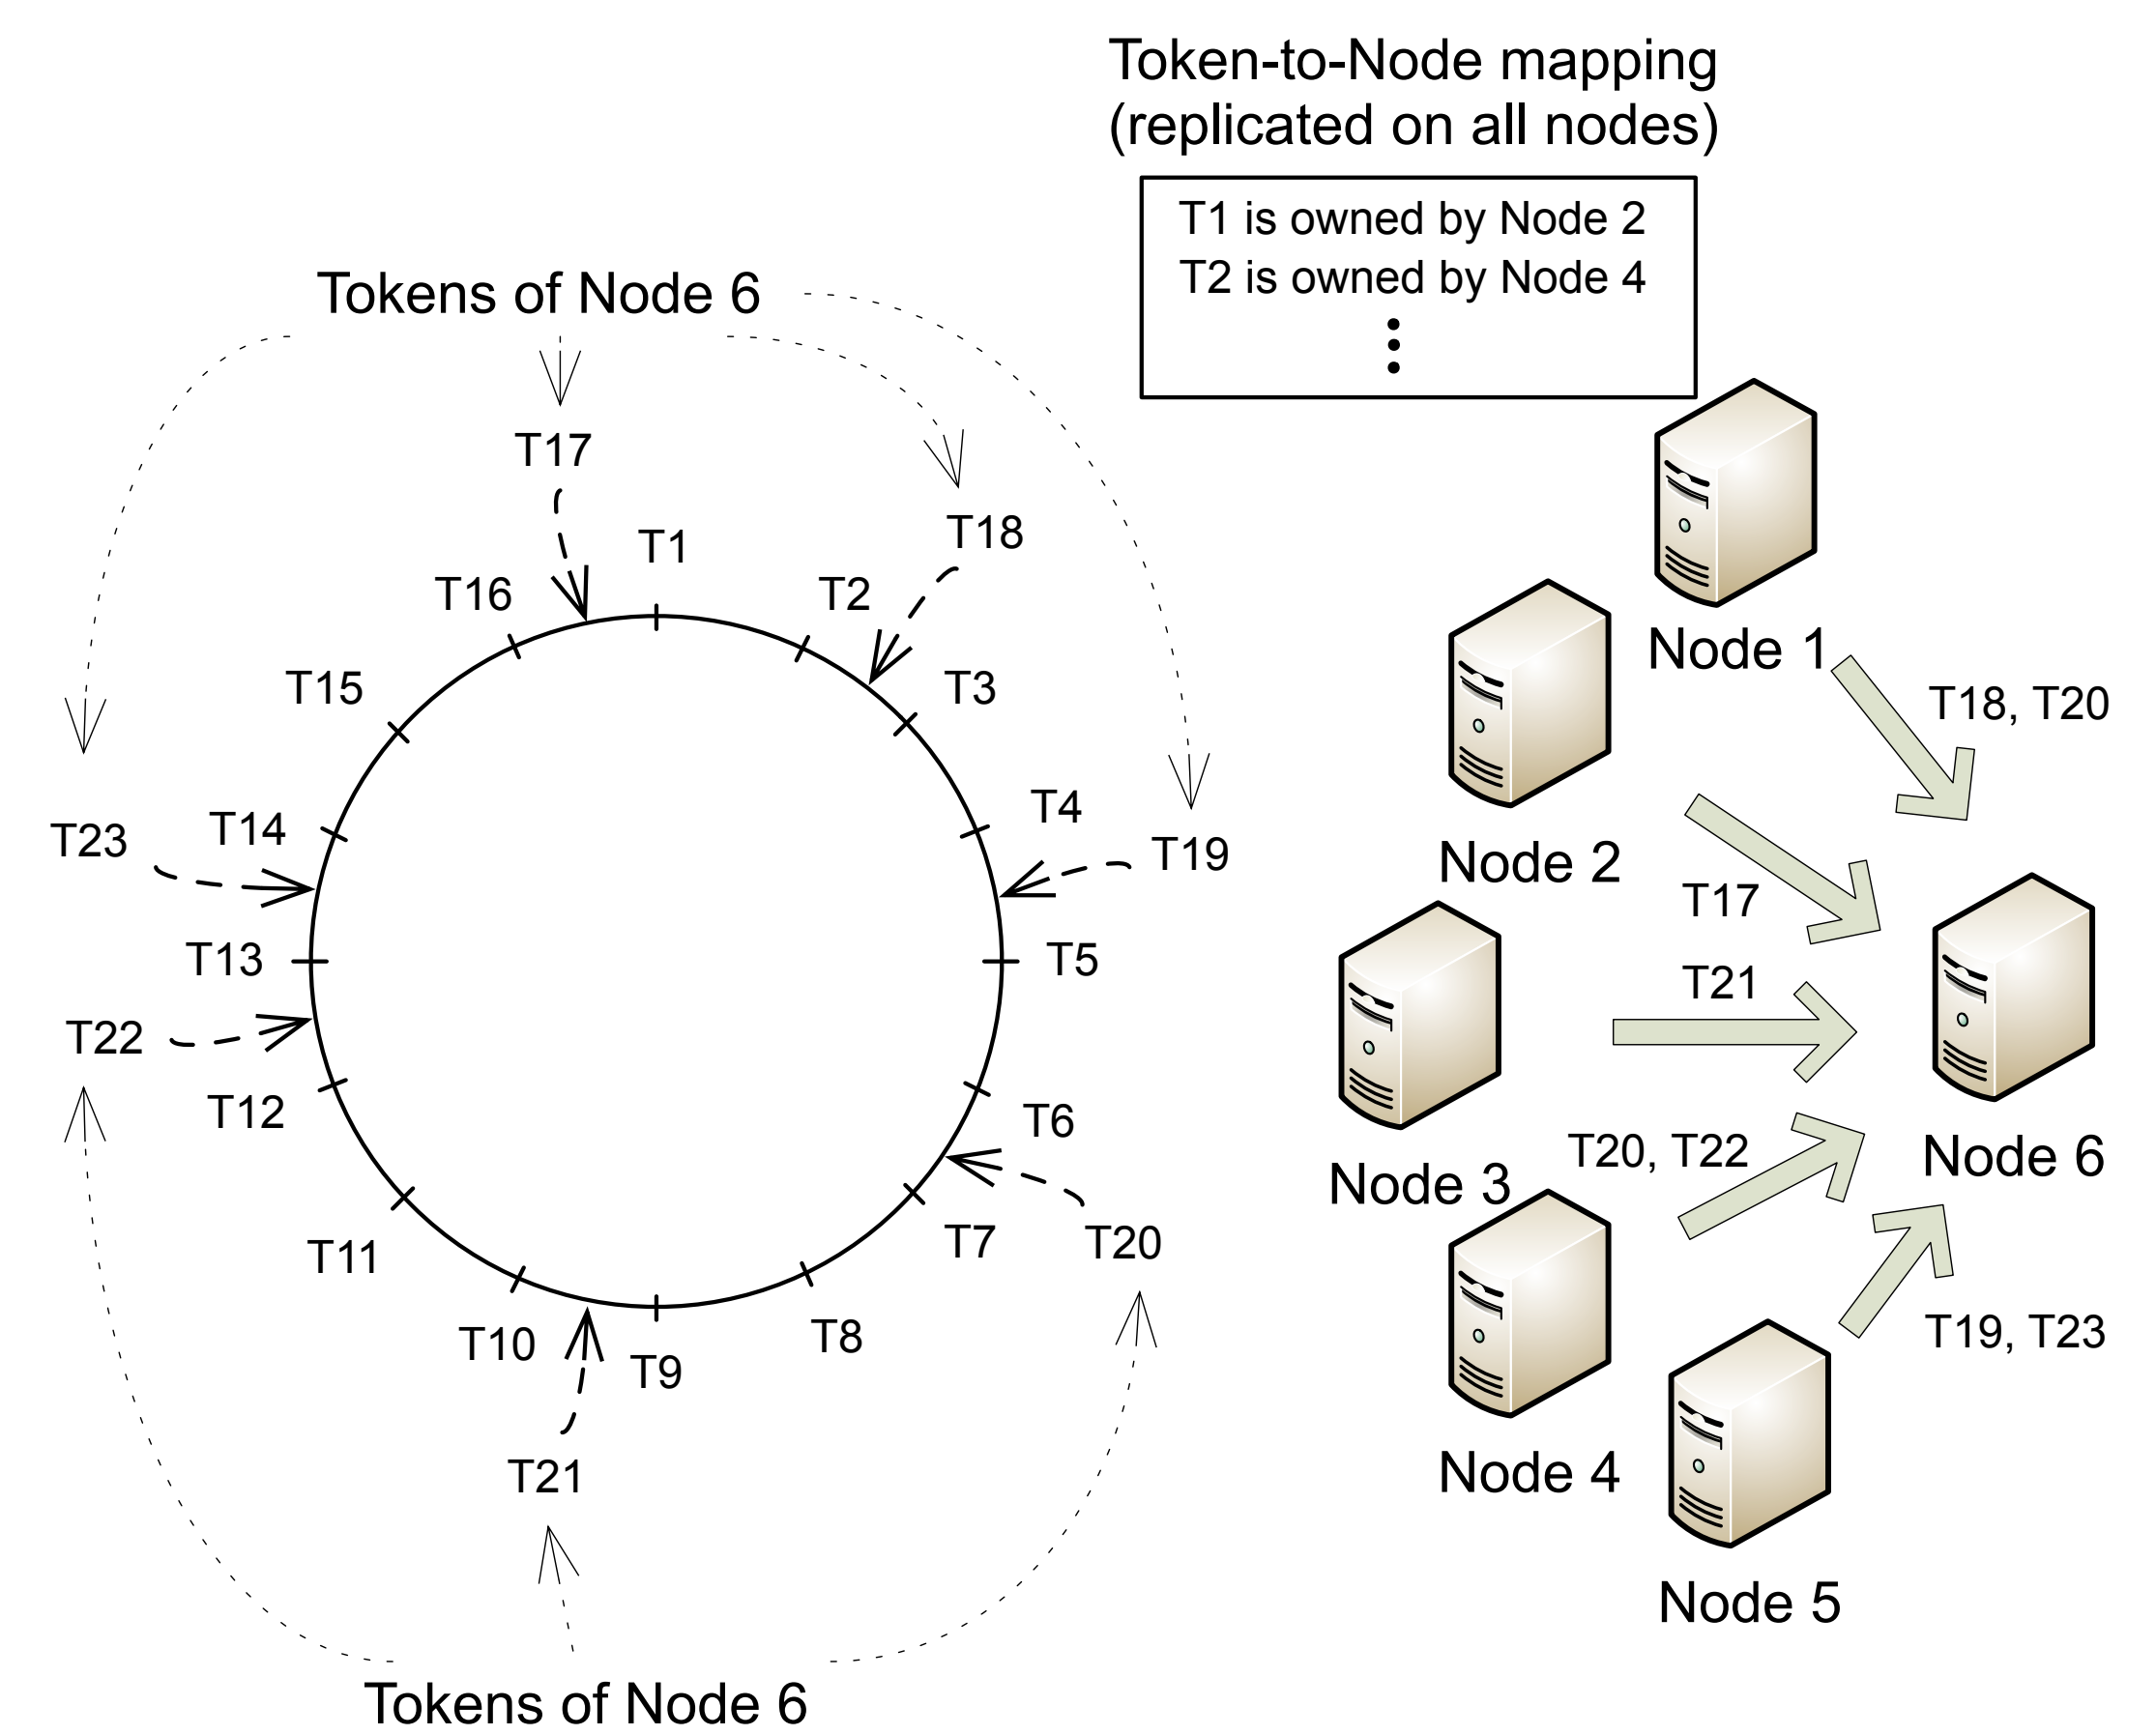 Token-to-Node mapping
(replicated on all nodes)
T1 is owned by Node 2
T2 is owned by Node 4
Tokens of Node 6
T17
T18
T1
T16
T2
T15
T3
T14
T4
T23
T19
T13
T5
T22
T12
T6
T11
T7
T20
T10
T9
T8
T21
Tokens of Node 6
Node 1
T18, T20
Node 2
T17
T21
Node 3
T20, T22
Node 6
Node 4
T19, T23
Node 5